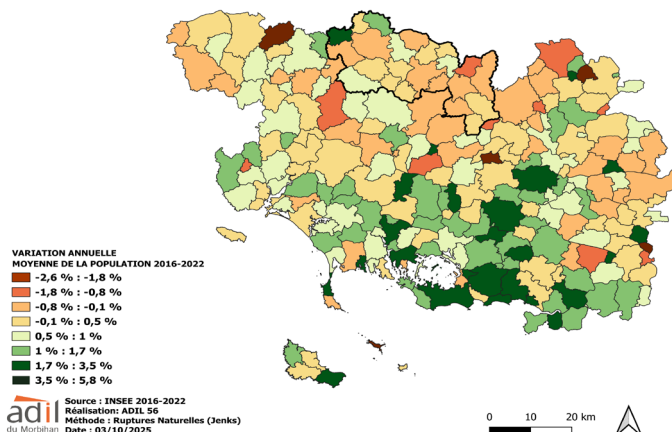 VARIATION ANNUELLE
MOYENNE DE LA POPULATION 2016-2022
-2,6 % : -1,8 %
-1,8 % : -0,8 %
-0,8 % : -0,1 %
-0,1 % : 0,5 %
0,5 % : 1 %
1 % : 1,7 %
1,7 % : 3,5 %
3,5 % : 5,8 %
adil
du Morbihan
Source : INSEE 2016-2022
Réalisation: ADIL 56
Méthode : Ruptures Naturelles (Jenks)
Date : 03/10/2025
0 10 20 km